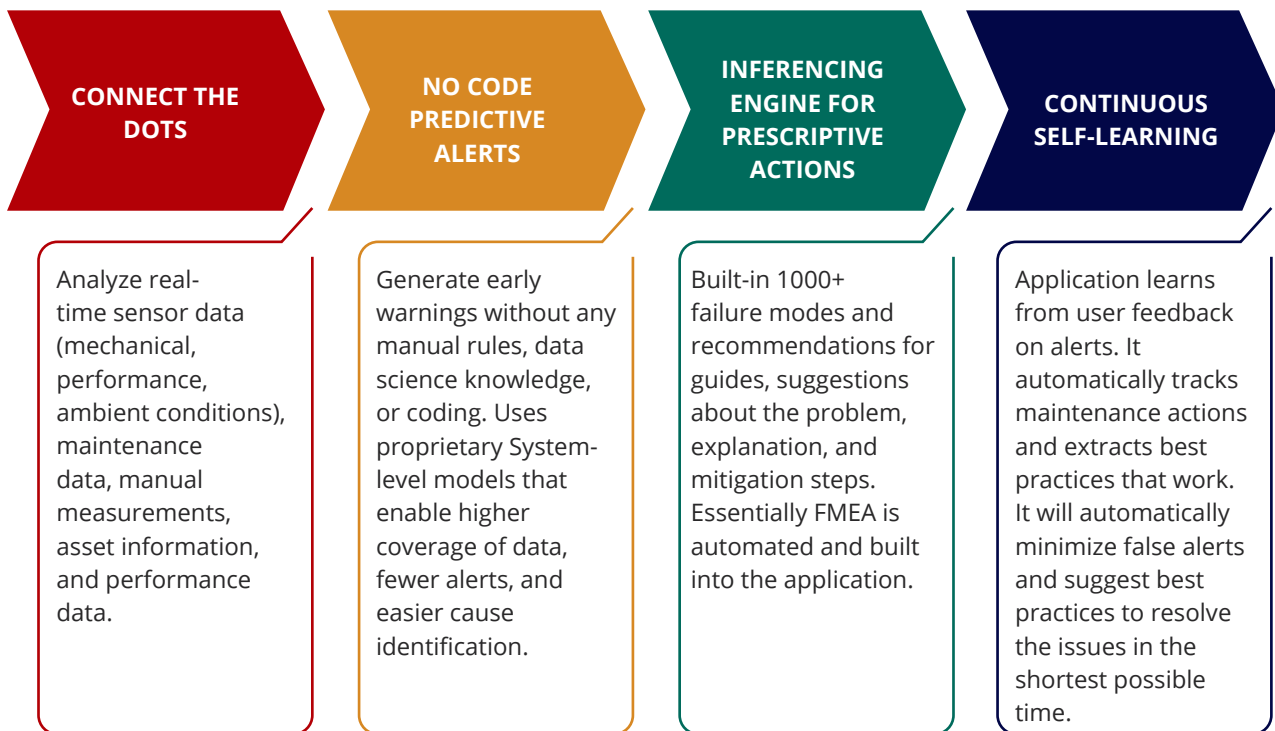 CONNECT THE
DOTS
Analyze real-
time sensor data
(mechanical,
performance,
ambient conditions),
maintenance
data, manual
measurements,
asset information,
and performance
data.
NO CODE
PREDICTIVE
ALERTS
Generate early
warnings without any
manual rules, data
science knowledge,
or coding. Uses
proprietary System-
level models that
enable higher
coverage of data,
fewer alerts, and
easier cause
identification.
INFERENCING
ENGINE FOR
PRESCRIPTIVE
ACTIONS
Built-in 1000+
failure modes and
recommendations for
guides, suggestions
about the problem,
explanation, and
mitigation steps.
Essentially FMEA is
automated and built
into the application.
CONTINUOUS
SELF-LEARNING
Application learns
from user feedback
on alerts. It
automatically tracks
maintenance actions
and extracts best
practices that work.
It will automatically
minimize false alerts
and suggest best
practices to resolve
the issues in the
shortest possible
time.